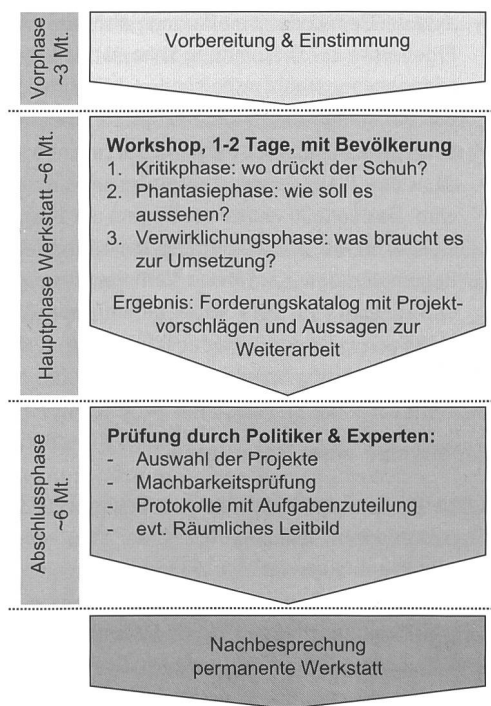 Vorphase
~3 Mt.
Vorbereitung & Einstimmung
Hauptphase Werkstatt ~6 Mt.
Workshop, 1-2 Tage, mit Bevölkerung
1. Kritikphase: wo drückt der Schuh?
2. Phantasiephase: wie soll es
aussehen?
3. Verwirklichungsphase: was braucht es
zur Umsetzung?
Ergebnis: Forderungskatalog mit Projekt-
vorschlägen und Aussagen zur
Weiterarbeit
Abschlussphase
~6 Mt.
Prüfung durch Politiker & Experten:
- Auswahl der Projekte
- Machbarkeitsprüfung
- Protokolle mit Aufgabenzuteilung
- evt. Räumliches Leitbild
Nachbesprechung
permanente Werkstatt